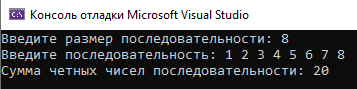 Консоль отладки Microsoft Visual Studio
Введите размер последовательности: 8
Введите последовательность: 1 2 3 4 5 6 7 8
Сумма четных чисел последовательности: 20